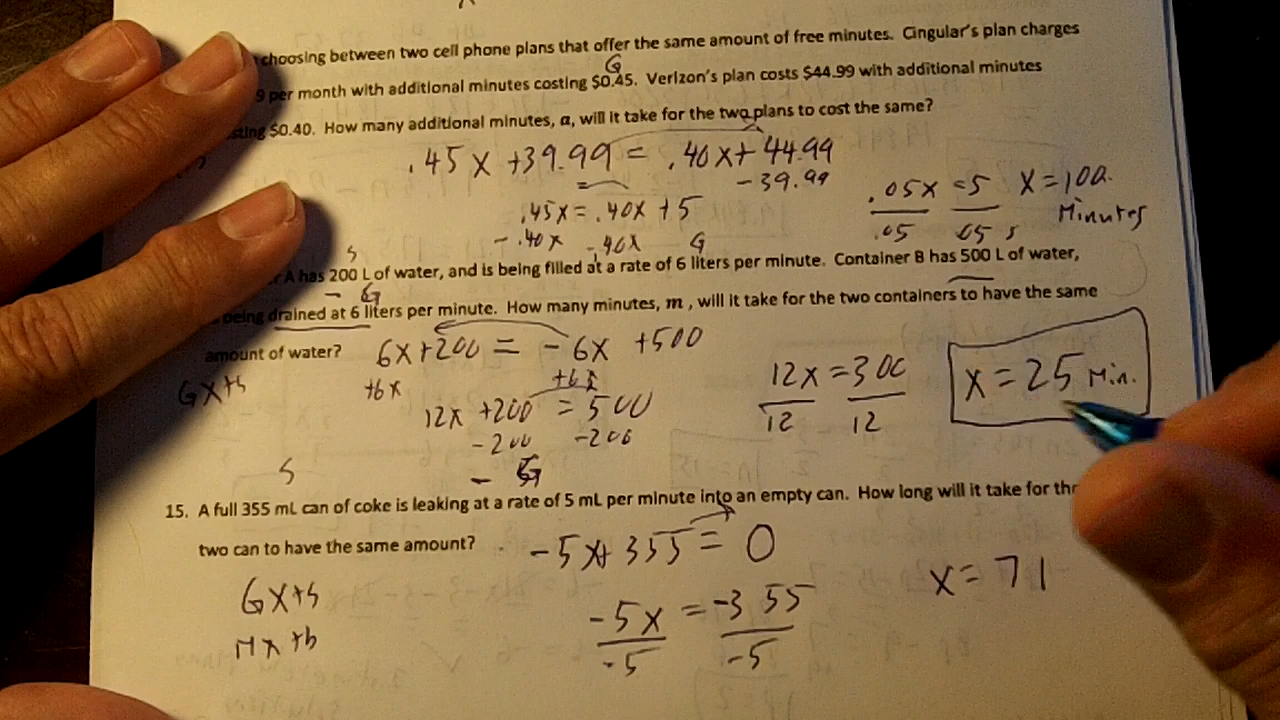 choosing between two cell phone plans that offer the same amount of free minutes. Cingular's plan charges
G
9 per month with additional minutes costing $0.45. Verizon's plan costs $44.99 with additional minutes
sting $0.40. How many additional minutes, a, will it take for the two plans to cost the same?
.45x + 39.99 = .40x + 44.99
- 39.99
.45x = .40x + 5
- .40x - .40x
.05x = 5 x = 100
.05 .05 Minutes
S G
r A has 200 L of water, and is being filled at a rate of 6 liters per minute. Container B has 500 L of water,
- G
being drained at 6 liters per minute. How many minutes, m, will it take for the two containers to have the same
amount of water?
6x + 200 = - 6x + 500
Gx+s
+6x +6x
12x + 200 = 500
- 200 - 200
12x = 300
12 12
x = 25 Min.
S - G
15. A full 355 mL can of coke is leaking at a rate of 5 mL per minute into an empty can. How long will it take for the
two can to have the same amount?
-5x + 355 = 0
Gx+s
Mx+b
-5x = -355
-5 -5
x = 71